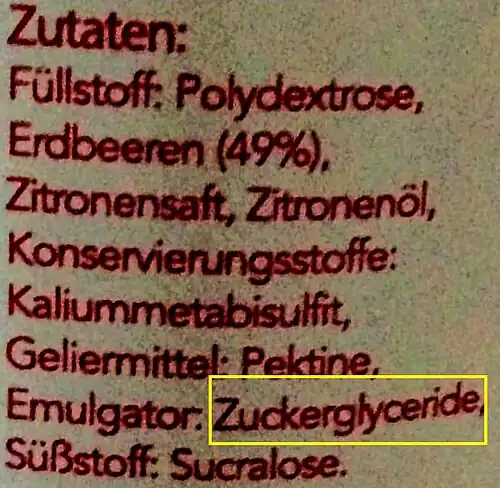 Zutaten:
Füllstoff: Polydextrose,
Erdbeeren (49%),
Zitronensaft, Zitronenöl,
Konservierungsstoffe:
Kaliummetabisulfit,
Geliermittel: Pektine,
Emulgator: Zuckerglyceride,
Süßstoff: Sucralose.